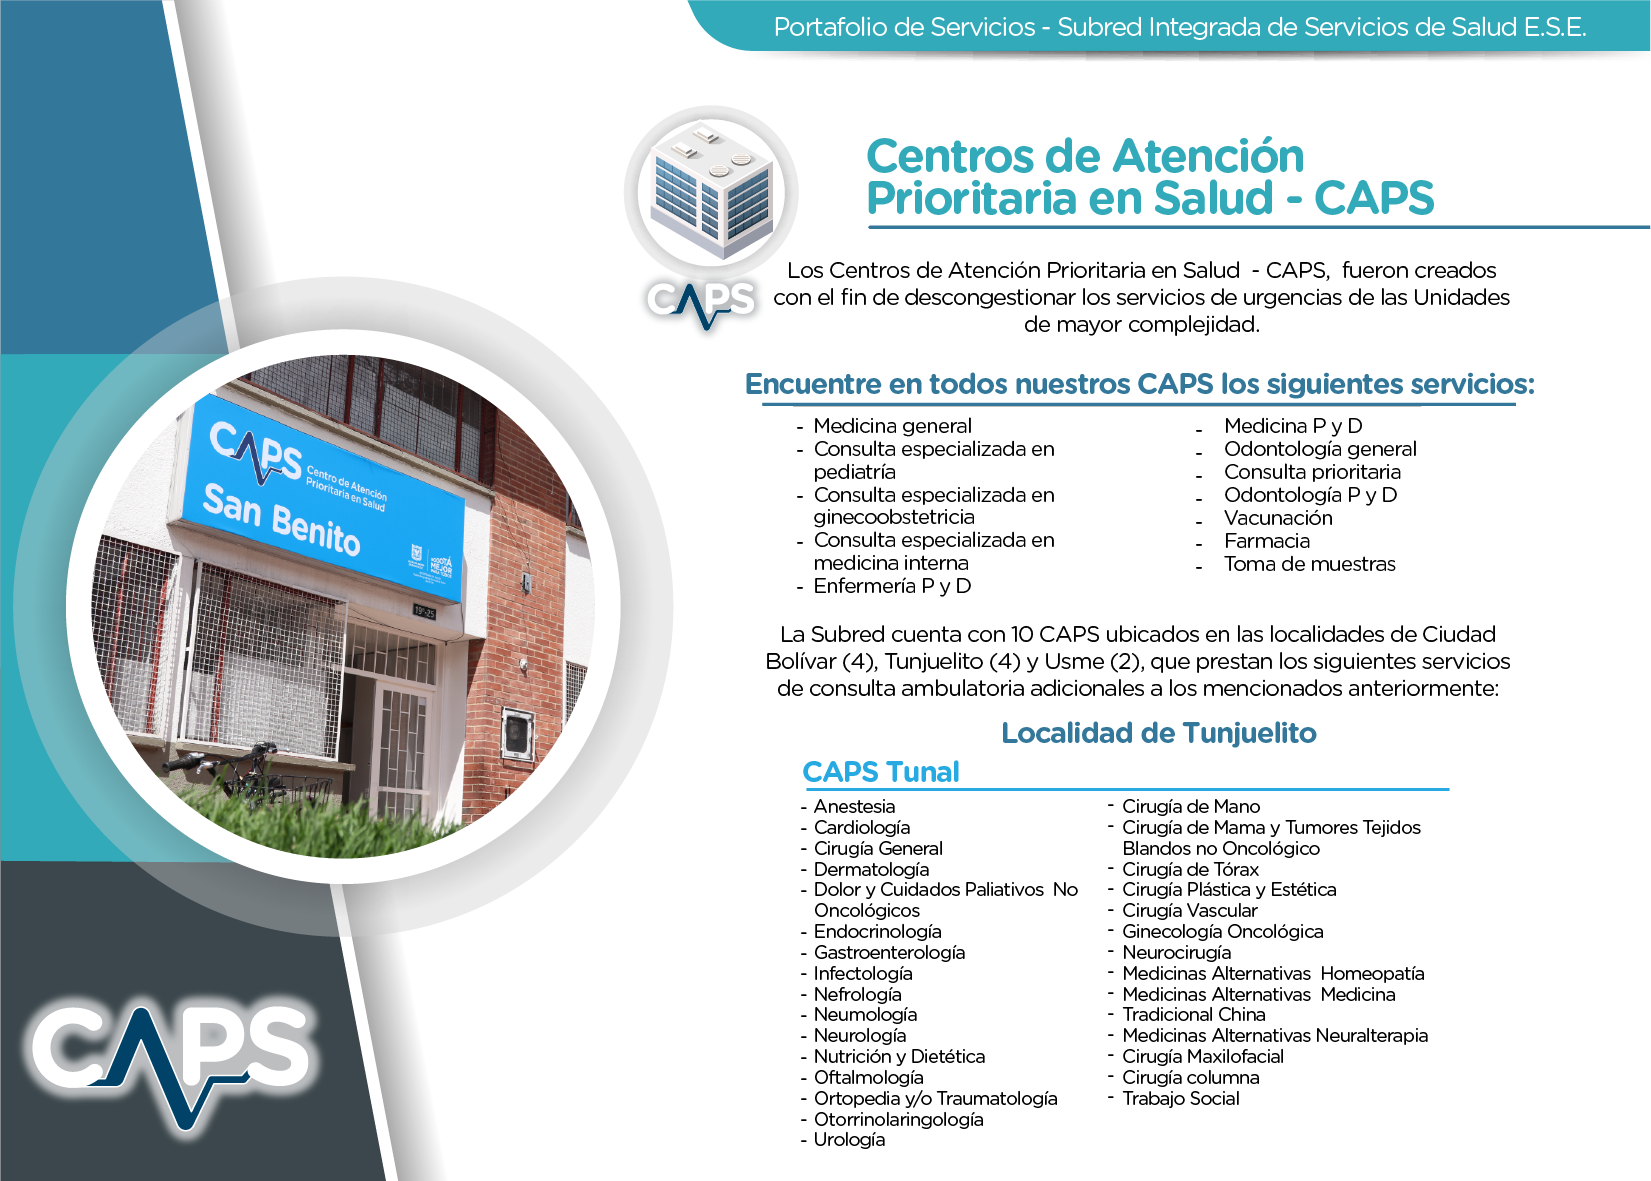 Portafolio de Servicios - Subred Integrada de Servicios de Salud E.S.E.
Centros de Atención
Prioritaria en Salud - CAPS
CAPS
Los Centros de Atención Prioritaria en Salud - CAPS, fueron creados
con el fin de descongestionar los servicios de urgencias de las Unidades
de mayor complejidad.
Encuentre en todos nuestros CAPS los siguientes servicios:
- Medicina general
- Consulta especializada en
pediatría
- Consulta especializada en
ginecoobstetricia
- Consulta especializada en
medicina interna
- Enfermería P y D
- Medicina P y D
- Odontología general
- Consulta prioritaria
- Odontología P y D
- Vacunación
- Farmacia
- Toma de muestras
La Subred cuenta con 10 CAPS ubicados en las localidades de Ciudad
Bolívar (4), Tunjuelito (4) y Usme (2), que prestan los siguientes servicios
de consulta ambulatoria adicionales a los mencionados anteriormente:
Localidad de Tunjuelito
CAPS Tunal
- Anestesia
- Cardiología
- Cirugía General
- Dermatología
- Dolor y Cuidados Paliativos No
Oncológicos
- Endocrinología
- Gastroenterología
- Infectología
- Nefrología
- Neumología
- Neurología
- Nutrición y Dietética
- Oftalmología
- Ortopedia y/o Traumatología
- Otorrinolaringología
- Urología
- Cirugía de Mano
- Cirugía de Mama y Tumores Tejidos
Blandos no Oncológico
- Cirugía de Tórax
- Cirugía Plástica y Estética
- Cirugía Vascular
- Ginecología Oncológica
- Neurocirugía
- Medicinas Alternativas Homeopatía
- Medicinas Alternativas Medicina
- Tradicional China
- Medicinas Alternativas Neuralterapia
- Cirugía Maxilofacial
- Cirugía columna
- Trabajo Social
CAPS
Centro de Atención
Prioritaria en Salud
San Benito
BOGOTÁ
MEJOR
19°-25
CAPS